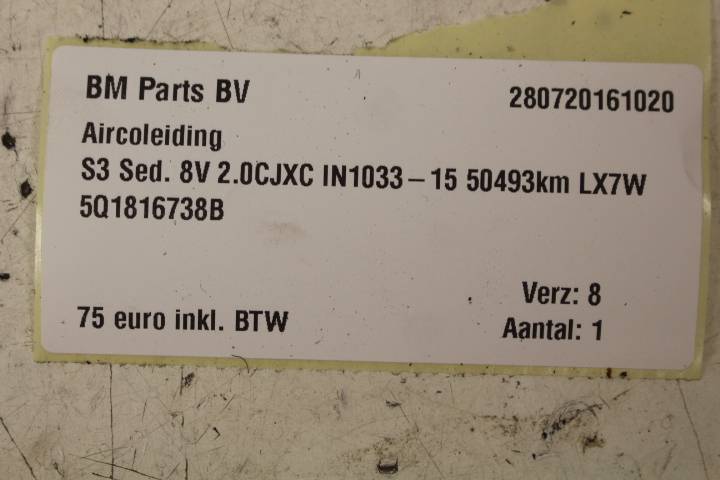 BM Parts BV 280720161020
Aircoleiding
S3 Sed. 8V 2.0CJXC IN1033-15 50493km LX7W
5Q1816738B
Verz: 8
75 euro inkl. BTW Aantal: 1